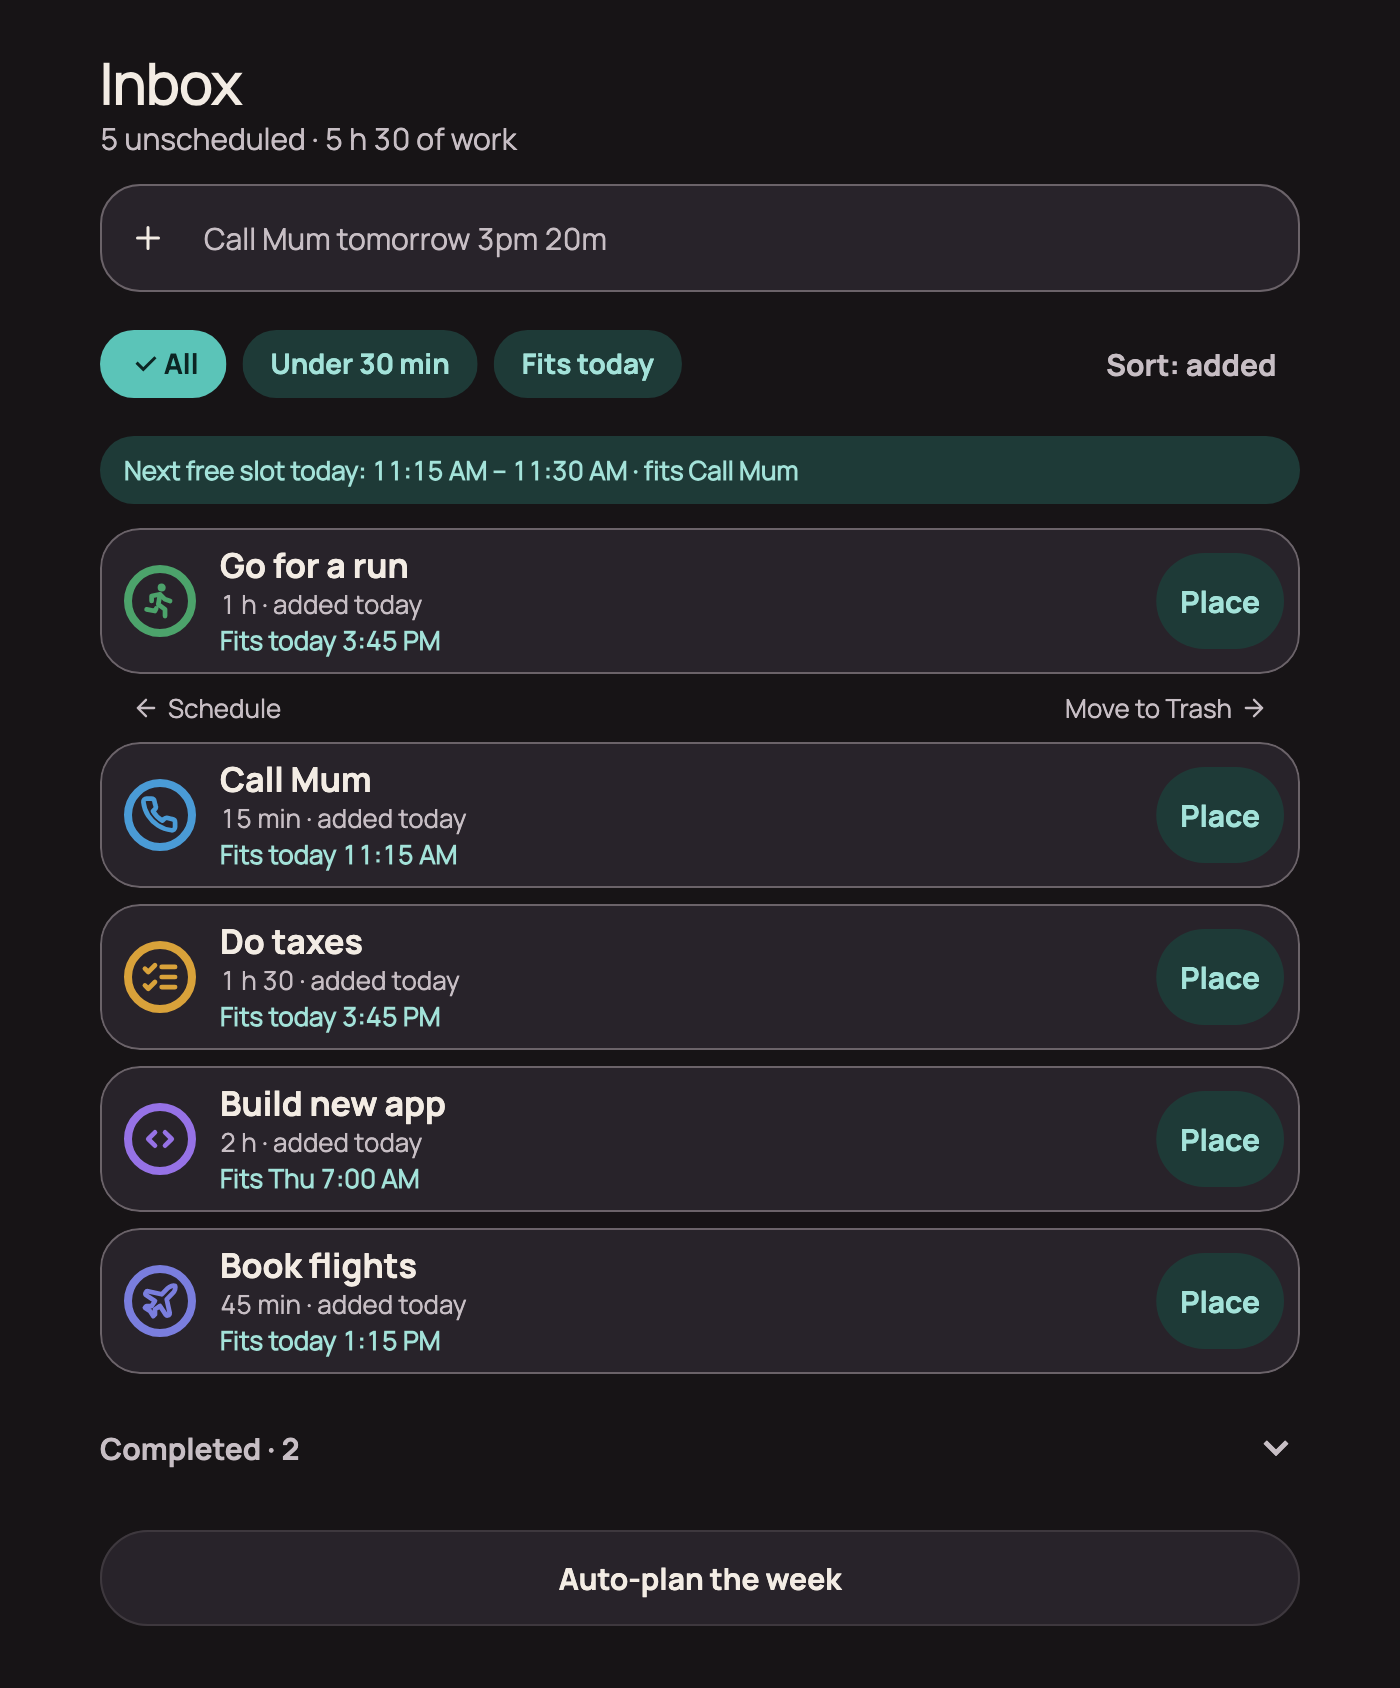 Inbox
5 unscheduled · 5 h 30 of work
Call Mum tomorrow 3pm 20m
All
Under 30 min
Fits today
Sort: added
Next free slot today: 11:15 AM – 11:30 AM · fits Call Mum
Go for a run
1 h · added today
Fits today 3:45 PM
Place
← Schedule
Move to Trash →
Call Mum
15 min · added today
Fits today 11:15 AM
Place
Do taxes
1 h 30 · added today
Fits today 3:45 PM
Place
Build new app
2 h · added today
Fits Thu 7:00 AM
Place
Book flights
45 min · added today
Fits today 1:15 PM
Place
Completed · 2
Auto-plan the week